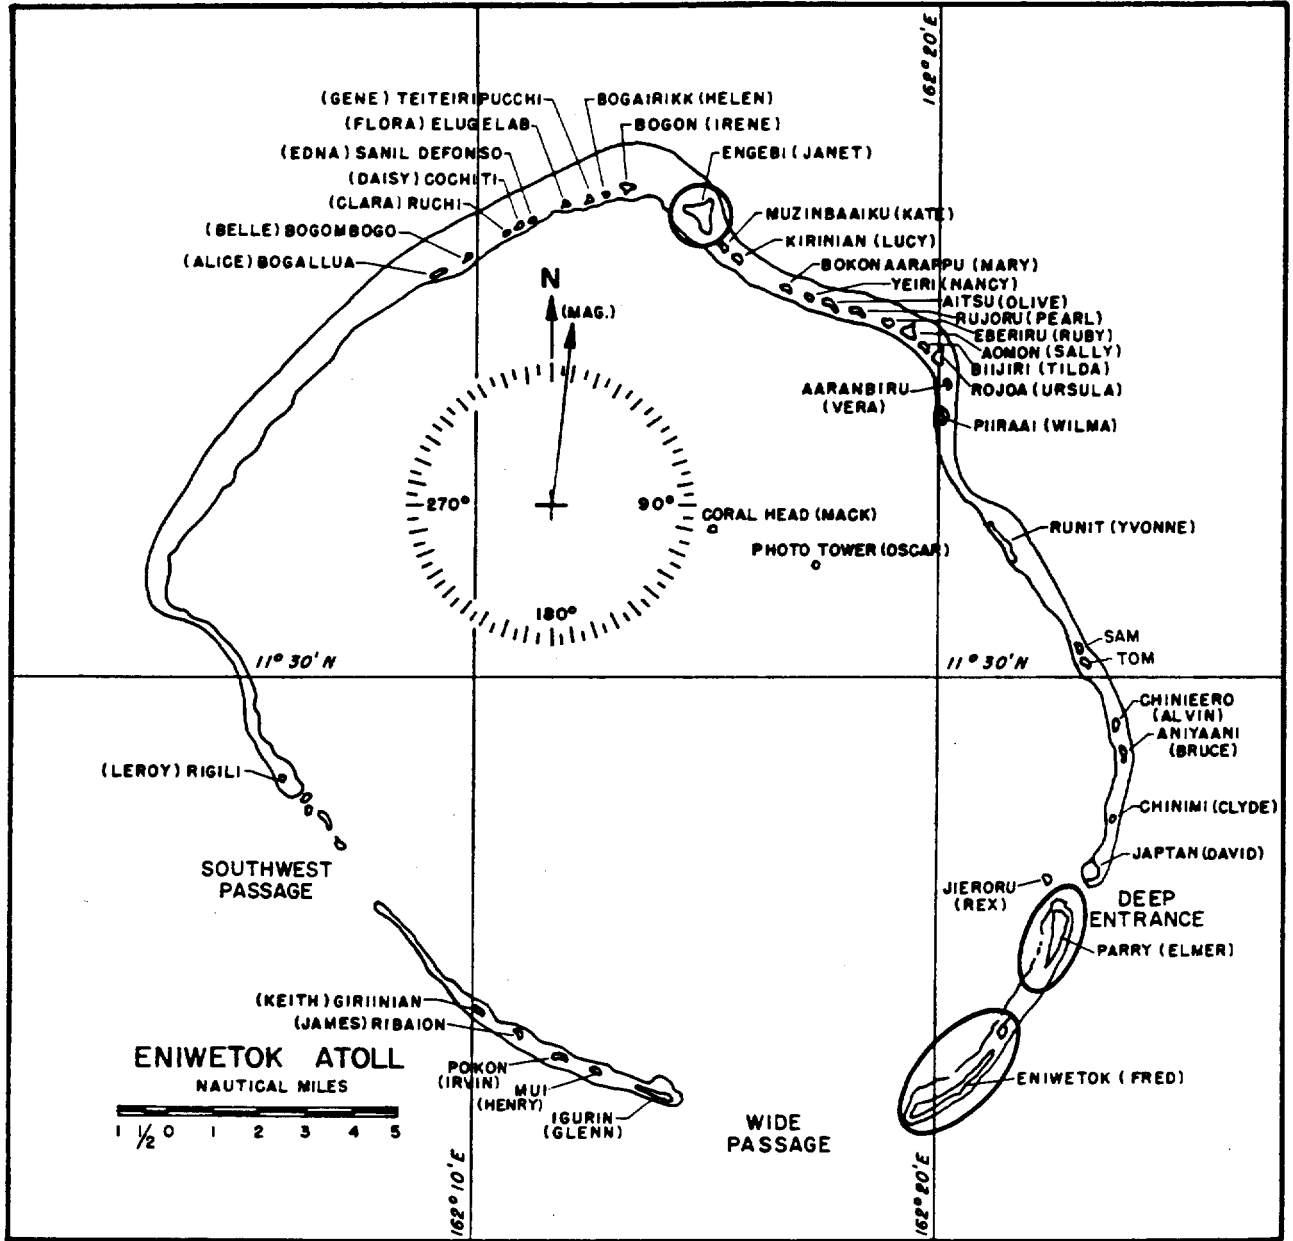 162° 20' E
(GENE) TEITEIRIPUCCHI
BOGAIRIKK (HELEN)
(FLORA) ELUGELAB
BOGON (IRENE)
(EDNA) SANIL DEFONSO
ENGEBI (JANET)
(DAISY) COCHITI
(CLARA) RUCHI
MUZINBAAIKU (KATE)
(BELLE) BOGOMBOGO
KIRINIAN (LUCY)
(ALICE) BOGALLUA
BOKONAARAPPU (MARY)
YEIRI (NANCY)
N
AITSU (OLIVE)
(MAG.)
RUJORU (PEARL)
EBERIRU (RUBY)
AOMON (SALLY)
BIIJIRI (TILDA)
AARANBIRU
(VERA)
ROJOA (URSULA)
PIIRAAI (WILMA)
270°
90°
CORAL HEAD (MACK)
RUNIT (YVONNE)
PHOTO TOWER (OSCAR)
180°
SAM
TOM
11° 30' N
11° 30' N
CHINIEERO
(ALVIN)
ANIYAANI
(BRUCE)
(LEROY) RIGILI
CHINIMI (CLYDE)
JAPTAN (DAVID)
SOUTHWEST
PASSAGE
JIERORU
(REX)
DEEP
ENTRANCE
PARRY (ELMER)
(KEITH) GIRIINIAN
(JAMES) RIBAION
ENIWETOK ATOLL
NAUTICAL MILES
1 1/2 0 1 2 3 4 5
POKON
(IRVIN)
MUI
(HENRY)
IGURIN
(GLENN)
ENIWETOK (FRED)
WIDE
PASSAGE
162° 10' E
162° 20' E